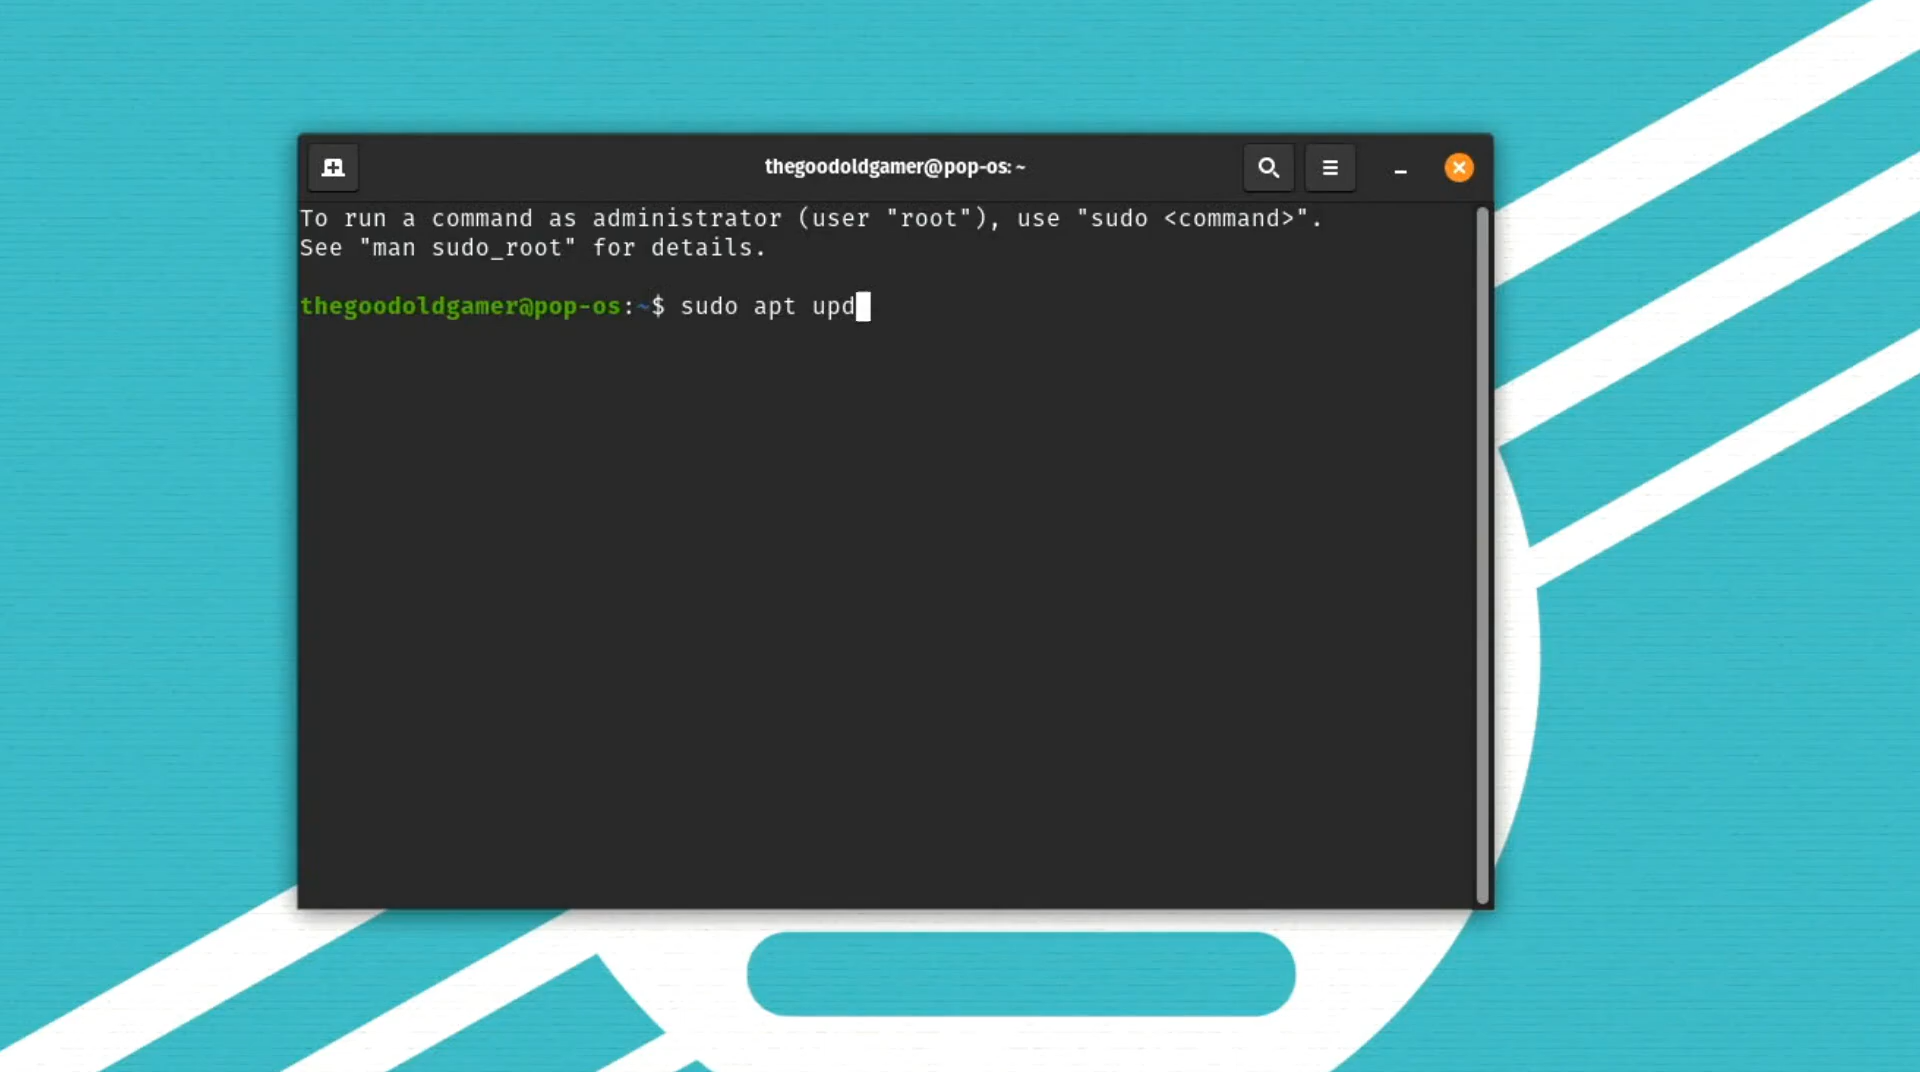 thegoodoldgamer@pop-os: ~
To run a command as administrator (user "root"), use "sudo <command>".
See "man sudo_root" for details.
thegoodoldgamer@pop-os:~$ sudo apt upd